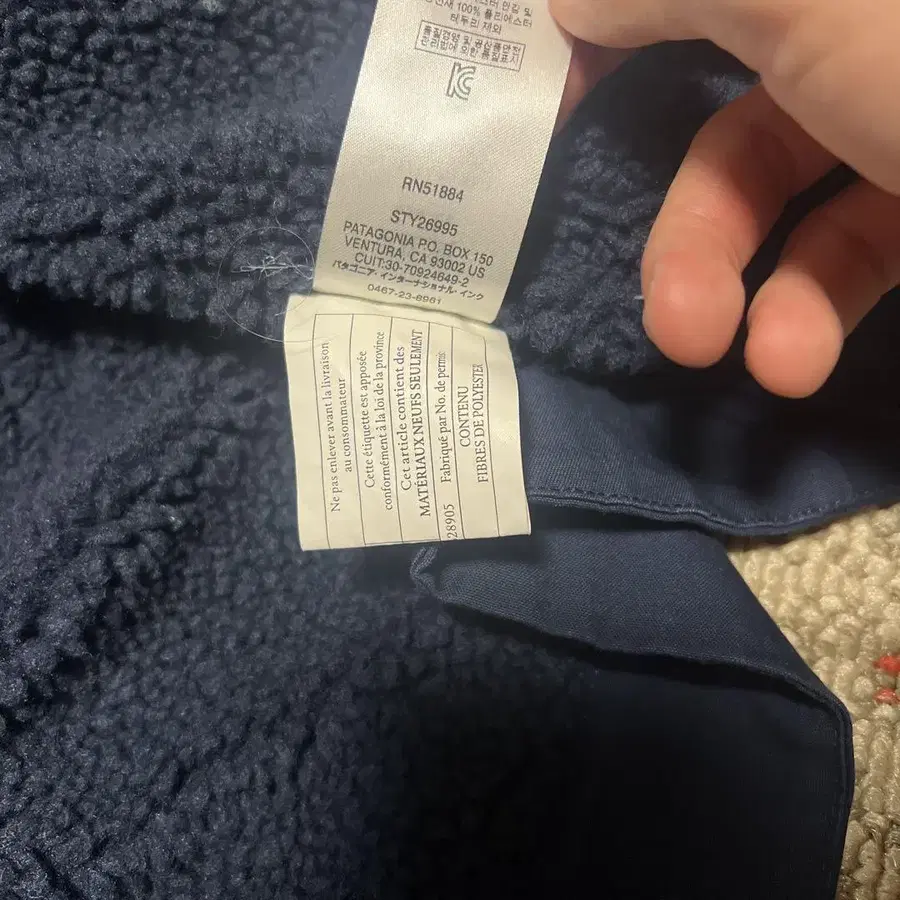 100% 폴리에스터
테두리 제외
RN51884
STY26995
PATAGONIA P.O. BOX 150
VENTURA, CA 93002 US
CUIT:30-70924649-2
パタゴニア・インターナショナル・インク
0467-23-8961
Ne pas enlever avant la livraison
au consommateur
Cette étiquette est apposée
conformément à la loi de la province
Cet article contient des
MATÉRIAUX NEUFS SEULEMENT
28905 Fabriqué par No. de permis
CONTENU
FIBRES DE POLYESTER